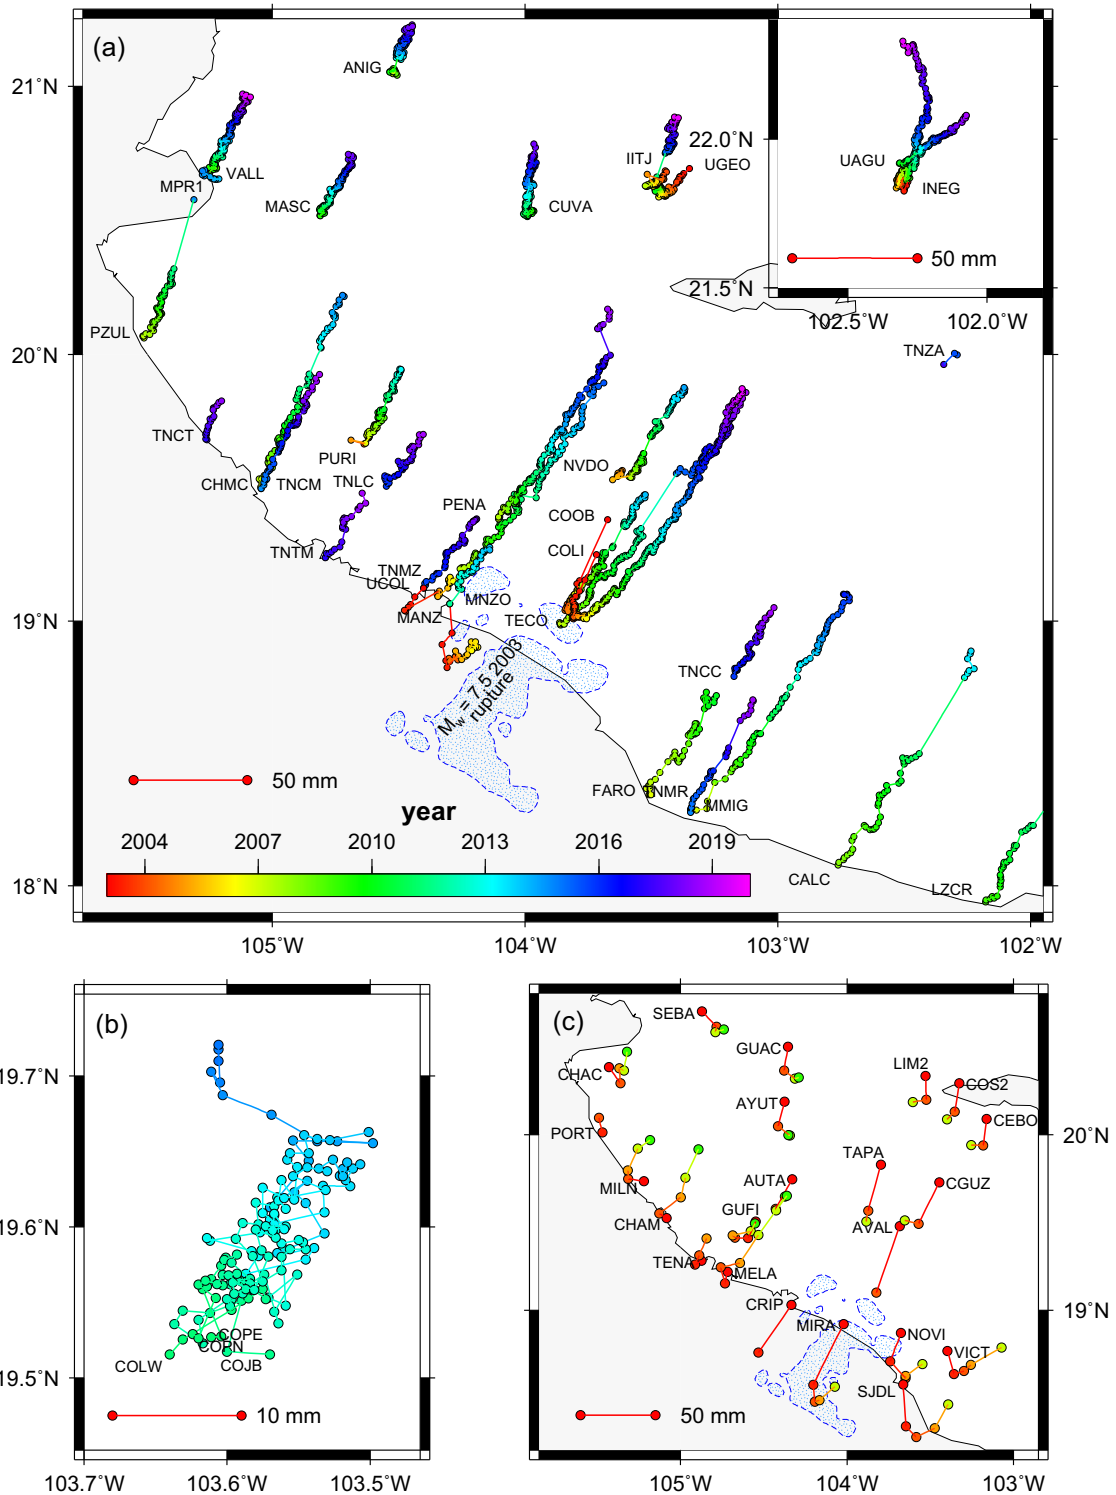 (a)
ANIG
21°N
VALL
MPR1
MASC
CUVA
IITJ
UGEO
22.0°N
UAGU
INEG
50 mm
21.5°N
102.5°W
102.0°W
PZUL
20°N
TNZA
TNCT
CHMC
TNCM
PURI
TNLC
NVDO
PENA
COOB
COLI
TNTM
TNMZ
UCOL
MNZO
MANZ
TECO
19°N
Mw = 7.5 2003
rupture
TNCC
FARO
TNMR
MMIG
50 mm
year
2004
2007
2010
2013
2016
2019
CALC
LZCR
18°N
105°W
104°W
103°W
102°W
(b)
19.7°N
19.6°N
COPE
COPN
COLW
COJB
19.5°N
10 mm
103.7°W
103.6°W
103.5°W
(c)
SEBA
GUAC
CHAC
LIM2
COS2
AYUT
CEBO
PORT
20°N
TAPA
MILN
AUTA
CGUZ
CHAM
GUFI
AVAL
TENA
MELA
CRIP
19°N
MIRA
NOVI
VICT
SJDL
50 mm
105°W
104°W
103°W